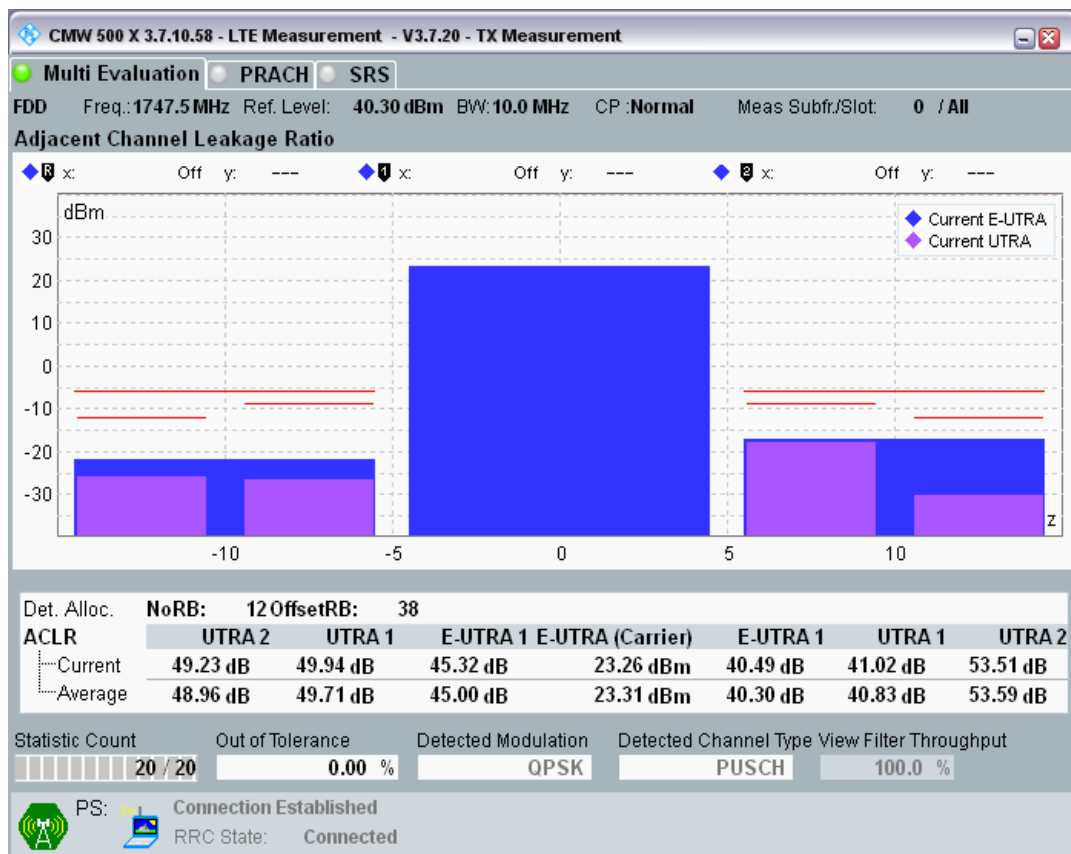 CMW 500 X 3.7.10.58 - LTE Measurement - V3.7.20 - TX Measurement
Multi Evaluation PRACH SRS
FDD Freq.:1747.5 MHz Ref. Level: 40.30 dBm BW:10.0 MHz CP :Normal Meas Subfr./Slot: 0 / All
Adjacent Channel Leakage Ratio
R x: Off y: --- 1 x: Off y: --- 2 x: Off y: ---
dBm
Current E-UTRA
Current UTRA
30
20
10
0
-10
-20
-30
z
-10 -5 0 5 10
Det. Alloc. NoRB: 12 OffsetRB: 38
ACLR UTRA 2 UTRA 1 E-UTRA 1 E-UTRA (Carrier) E-UTRA 1 UTRA 1 UTRA 2
Current 49.23 dB 49.94 dB 45.32 dB 23.26 dBm 40.49 dB 41.02 dB 53.51 dB
Average 48.96 dB 49.71 dB 45.00 dB 23.31 dBm 40.30 dB 40.83 dB 53.59 dB
Statistic Count Out of Tolerance Detected Modulation Detected Channel Type View Filter Throughput
20 / 20 0.00 % QPSK PUSCH 100.0 %
PS: Connection Established
RRC State: Connected